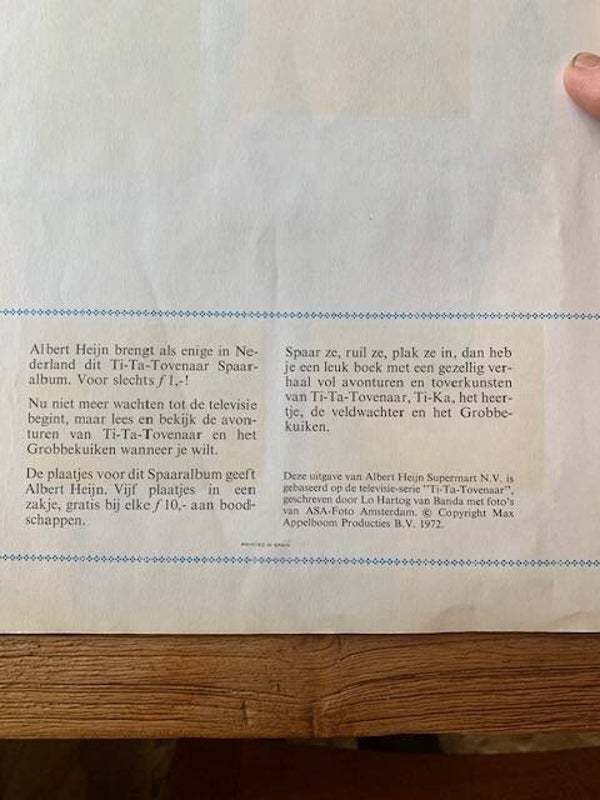 Albert Heijn brengt als enige in Ne-
derland dit Ti-Ta-Tovenaar Spaar-
album. Voor slechts f 1,-!
Nu niet meer wachten tot de televisie
begint, maar lees en bekijk de avon-
turen van Ti-Ta-Tovenaar en het
Grobbekuiken wanneer je wilt.
De plaatjes voor dit Spaaralbum geeft
Albert Heijn. Vijf plaatjes in een
zakje, gratis bij elke f 10,- aan bood-
schappen.
Spaar ze, ruil ze, plak ze in, dan heb
je een leuk boek met een gezellig ver-
haal vol avonturen en toverkunsten
van Ti-Ta-Tovenaar, Ti-Ka, het heer-
tje, de veldwachter en het Grobbe-
kuiken.
Deze uitgave van Albert Heijn Supermart N.V. is
gebaseerd op de televisie-serie "Ti-Ta-Tovenaar",
geschreven door Lo Hartog van Banda met foto's
van ASA-Foto Amsterdam. © Copyright Max
Appelboom Producties B.V. 1972.
PRINTED IN SPAIN